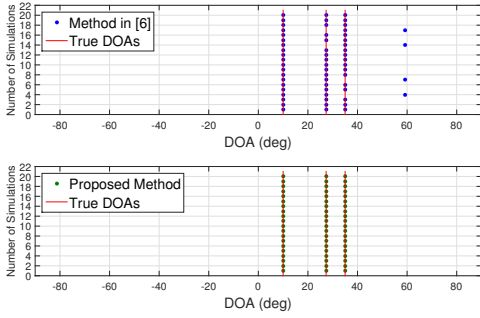 22
20
18
16
14
12
10
8
6
4
2
0
Number of Simulations
Method in [6]
True DOAs
-80 -60 -40 -20 0 20 40 60 80
DOA (deg)
22
20
18
16
14
12
10
8
6
4
2
0
Number of Simulations
Proposed Method
True DOAs
-80 -60 -40 -20 0 20 40 60 80
DOA (deg)